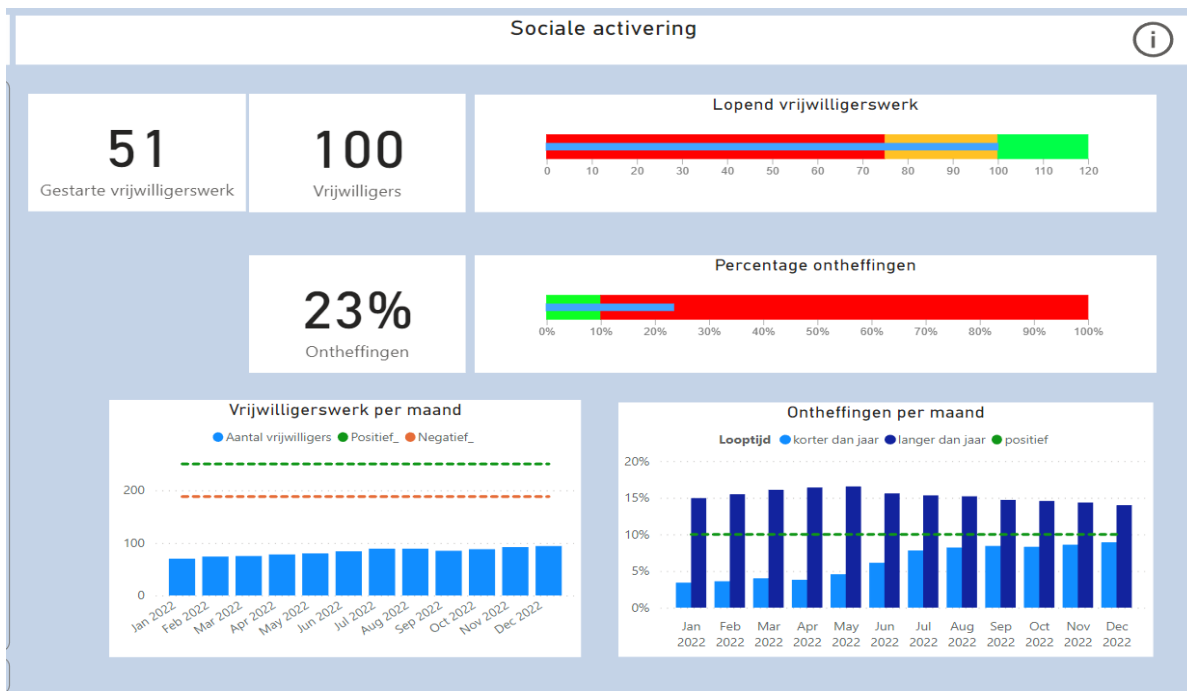 Sociale activering
i
51
Gestarte vrijwilligerswerk
100
Vrijwilligers
Lopend vrijwilligerswerk
0 10 20 30 40 50 60 70 80 90 100 110 120
23%
Ontheffingen
Percentage ontheffingen
0% 10% 20% 30% 40% 50% 60% 70% 80% 90% 100%
Vrijwilligerswerk per maand
Aantal vrijwilligers Positief_ Negatief_
200
100
0
Jan 2022 Feb 2022 Mar 2022 Apr 2022 May 2022 Jun 2022 Jul 2022 Aug 2022 Sep 2022 Oct 2022 Nov 2022 Dec 2022
Ontheffingen per maand
Looptijd korter dan jaar langer dan jaar positief
20%
15%
10%
5%
0%
Jan Feb Mar Apr May Jun Jul Aug Sep Oct Nov Dec
2022 2022 2022 2022 2022 2022 2022 2022 2022 2022 2022 2022